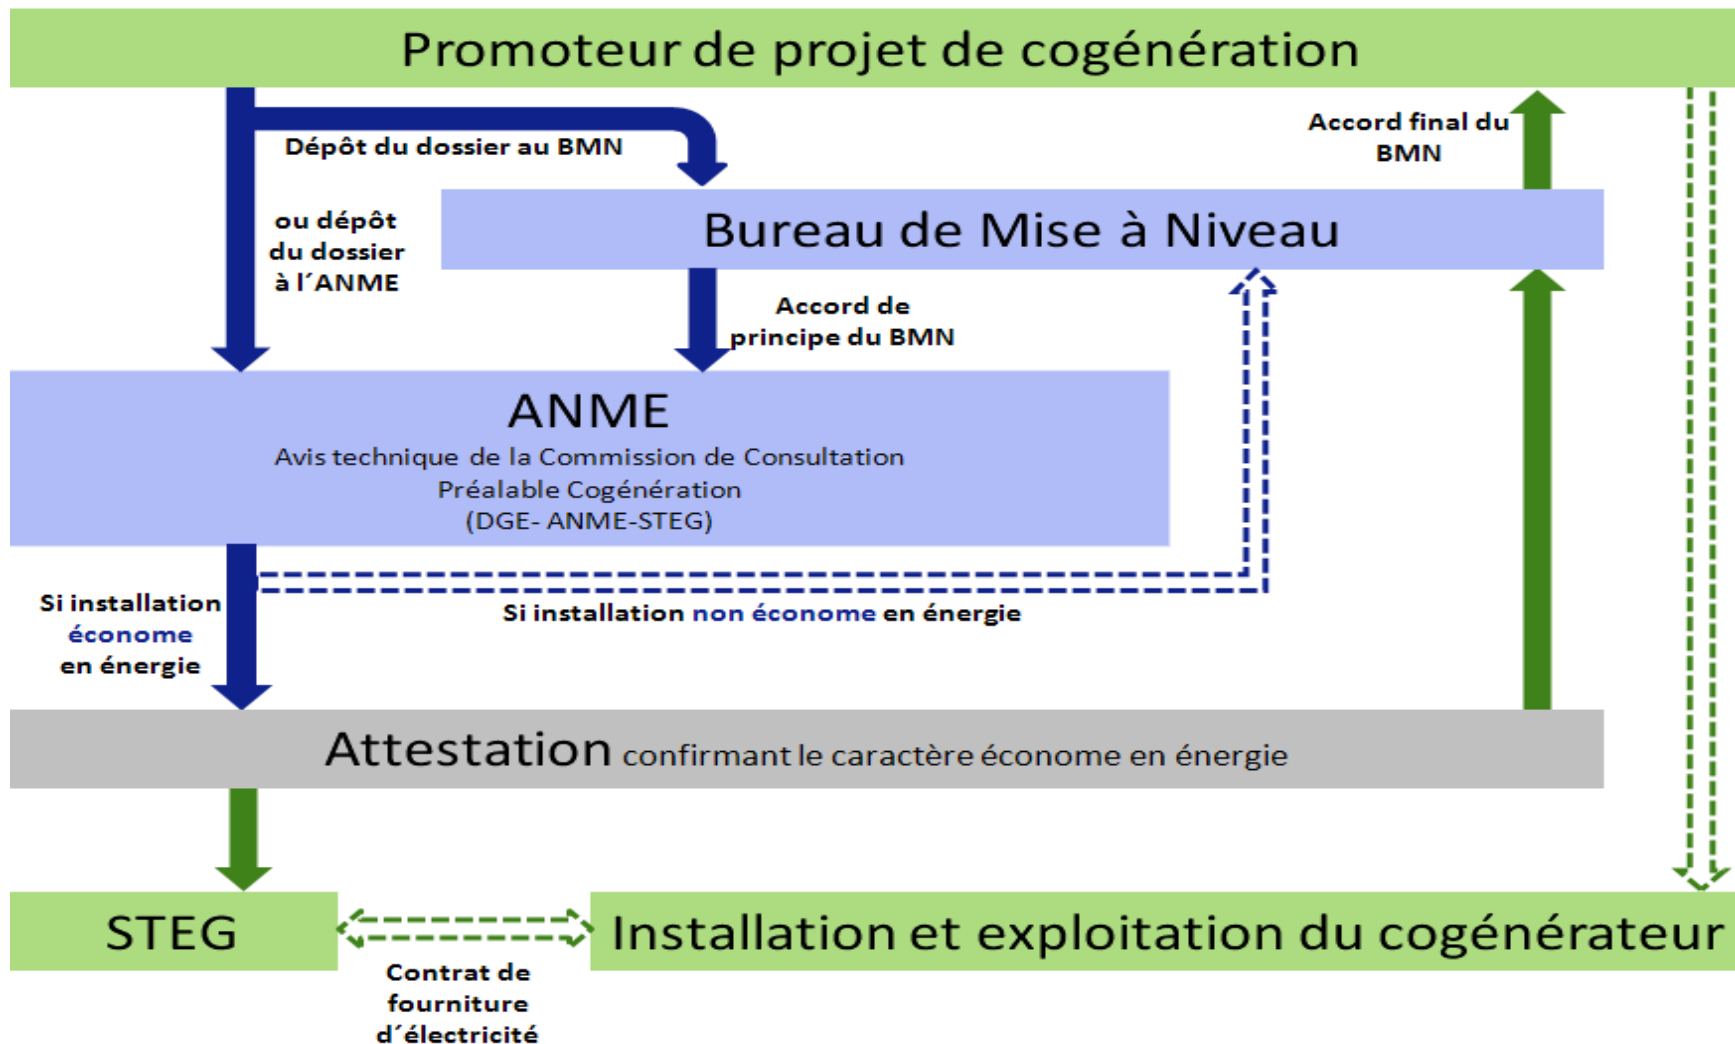 Promoteur de projet de cogénération
Dépôt du dossier au BMN
Accord final du
BMN
ou dépôt
du dossier
à l´ANME
Bureau de Mise à Niveau
Accord de
principe du BMN
ANME
Avis technique de la Commission de Consultation
Préalable Cogénération
(DGE- ANME-STEG)
Si installation
économe
en énergie
Si installation non économe en énergie
Attestation confirmant le caractère économe en énergie
STEG
Installation et exploitation du cogénérateur
Contrat de
fourniture
d´électricité